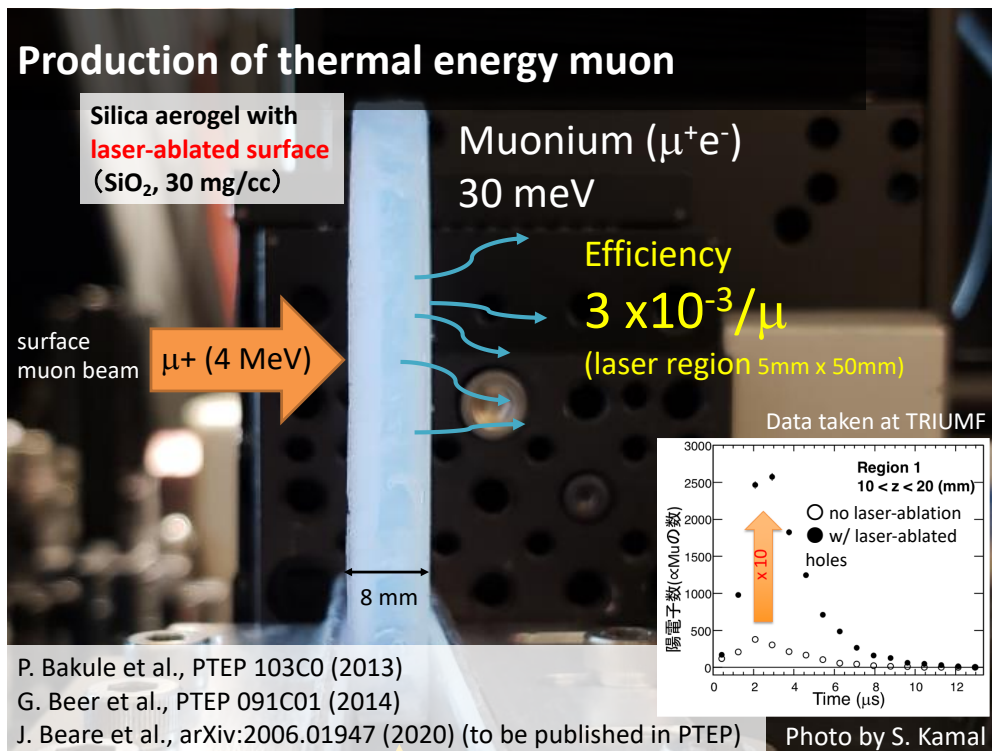 Production of thermal energy muon
Silica aerogel with
laser-ablated surface
(SiO₂, 30 mg/cc)
Muonium (μ⁺e⁻)
30 meV
Efficiency
3 x10⁻³/μ
(laser region 5mm x 50mm)
surface
muon beam
μ+ (4 MeV)
8 mm
Data taken at TRIUMF
Region 1
10 < z < 20 (mm)
no laser-ablation
w/ laser-ablated
holes
x 10
陽電子数(∝Muの数)
3000
2500
2000
1500
1000
500
0
0 2 4 6 8 10 12
Time (μs)
P. Bakule et al., PTEP 103C0 (2013)
G. Beer et al., PTEP 091C01 (2014)
J. Beare et al., arXiv:2006.01947 (2020) (to be published in PTEP)
Photo by S. Kamal